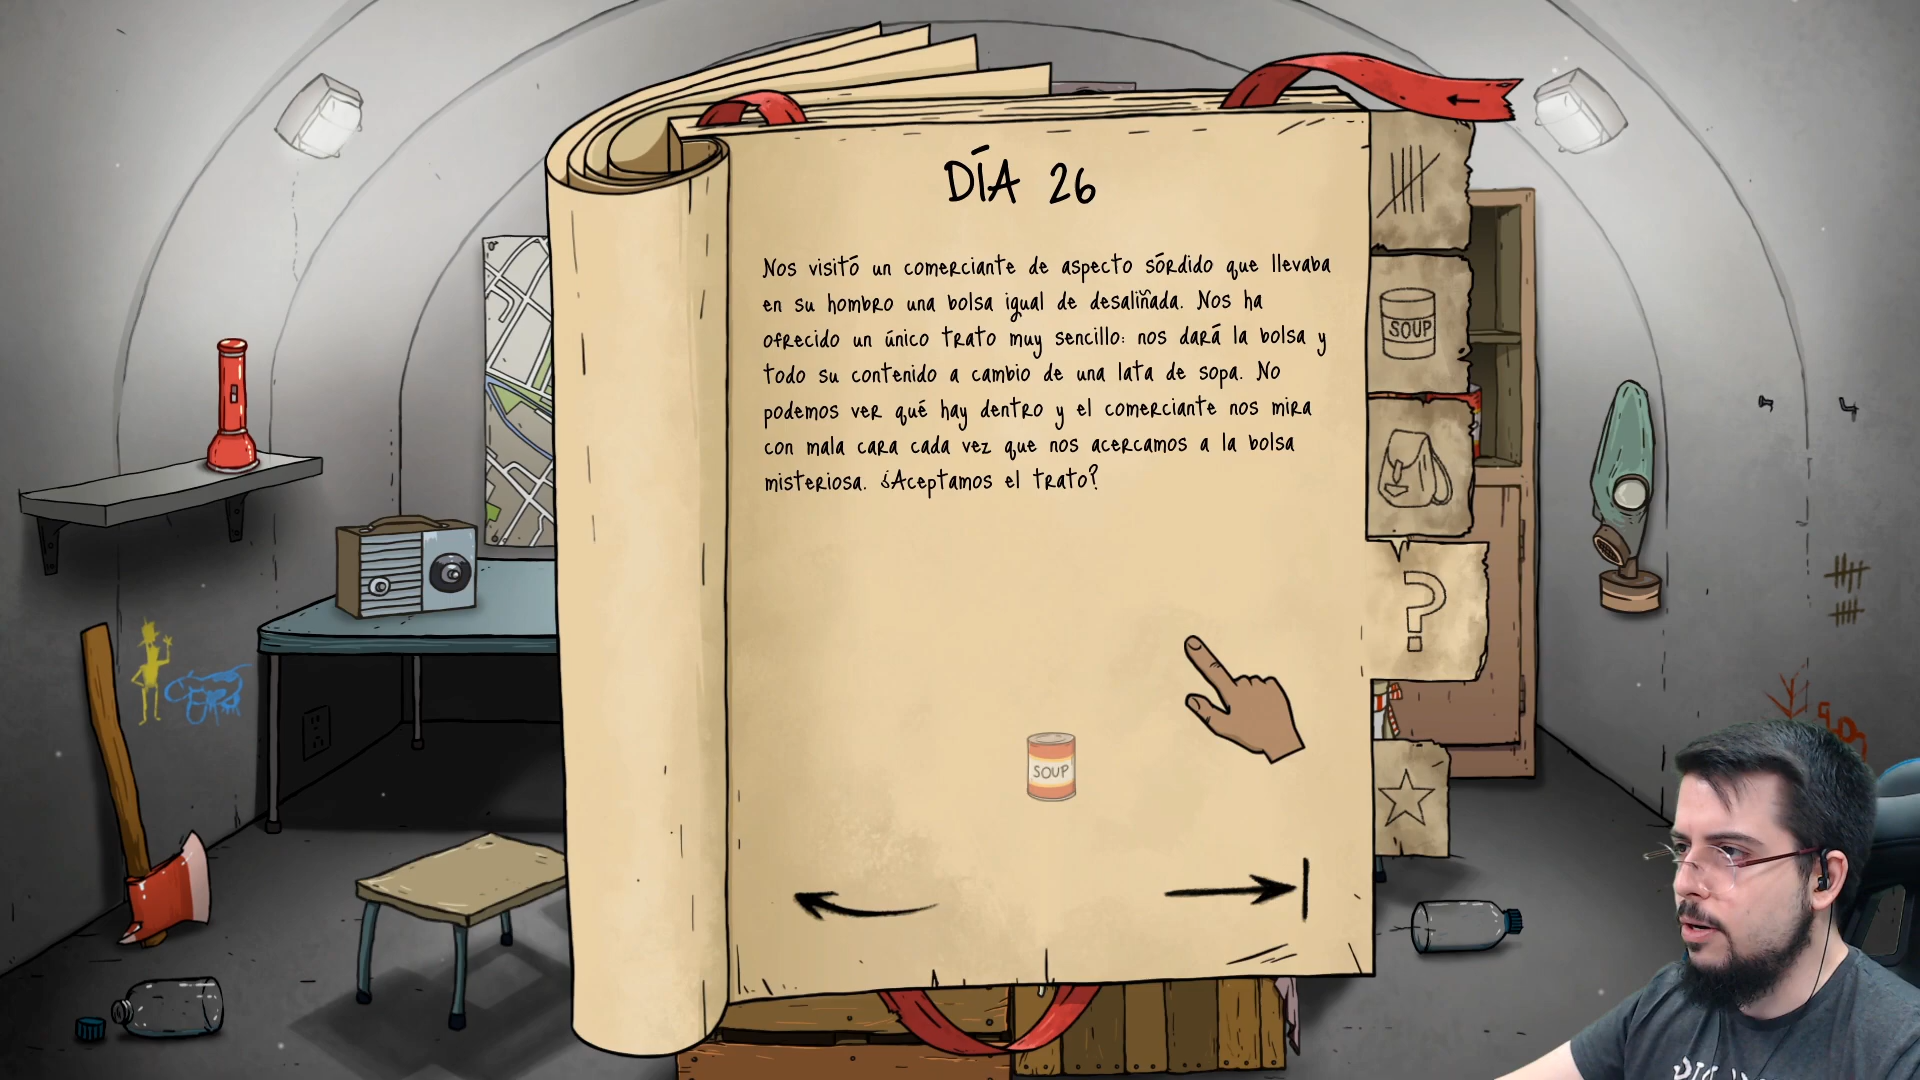 DÍA 26
Nos visitó un comerciante de aspecto sórdido que llevaba
en su hombro una bolsa igual de desaliñada. Nos ha
ofrecido un único trato muy sencillo: nos dará la bolsa y
todo su contenido a cambio de una lata de sopa. No
podemos ver qué hay dentro y el comerciante nos mira
con mala cara cada vez que nos acercamos a la bolsa
misteriosa. ¿Aceptamos el trato?
SOUP
?
SOUP